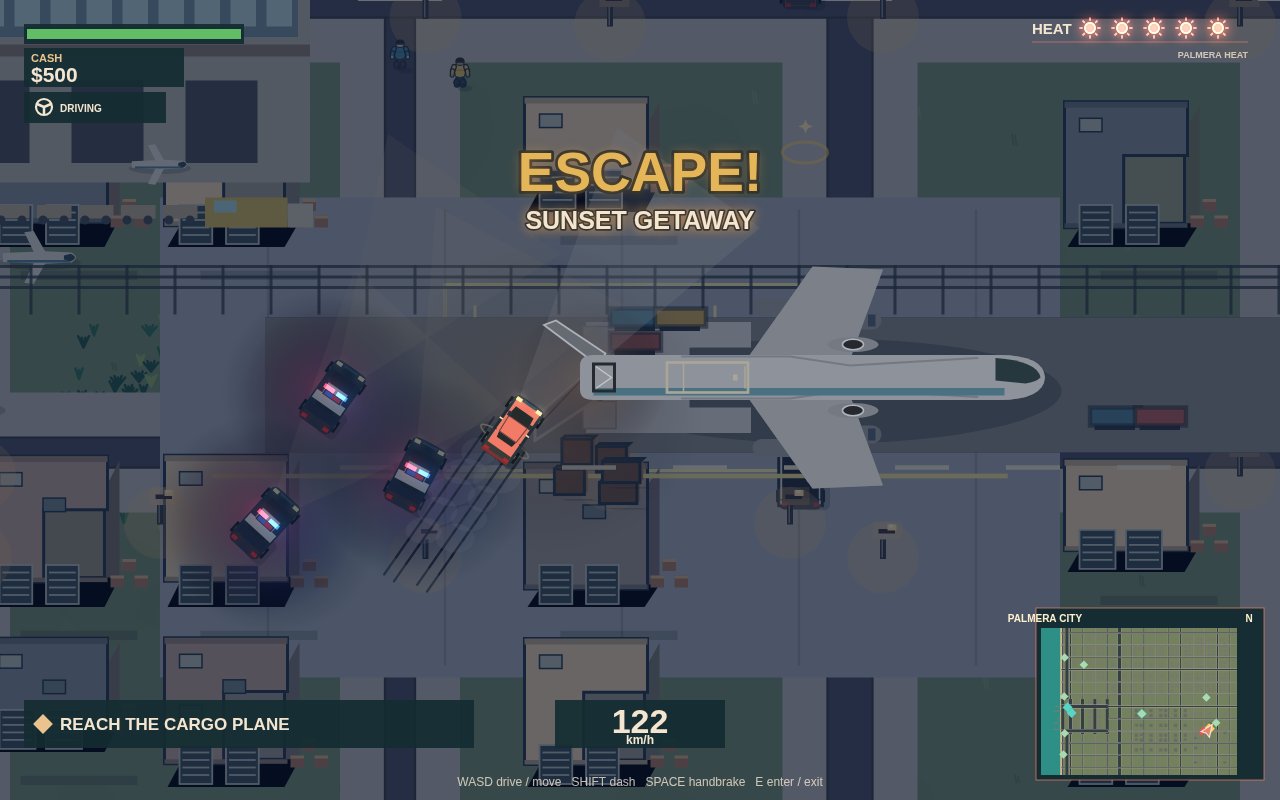 CASH
$500
DRIVING
HEAT
PALMERA HEAT
ESCAPE!
SUNSET GETAWAY
REACH THE CARGO PLANE
122
km/h
PALMERA CITY N
WASD drive / move SHIFT dash SPACE handbrake E enter / exit